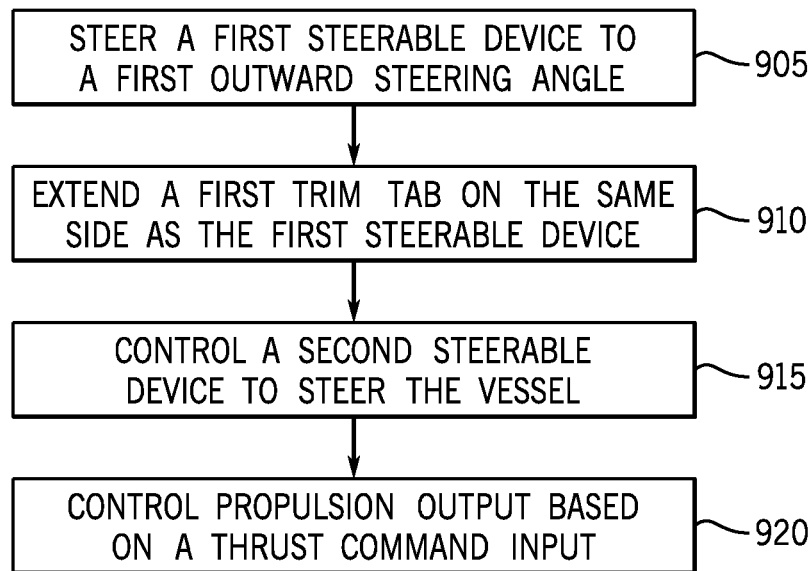 STEER A FIRST STEERABLE DEVICE TO
A FIRST OUTWARD STEERING ANGLE
905
EXTEND A FIRST TRIM TAB ON THE SAME
SIDE AS THE FIRST STEERABLE DEVICE
910
CONTROL A SECOND STEERABLE
DEVICE TO STEER THE VESSEL
915
CONTROL PROPULSION OUTPUT BASED
ON A THRUST COMMAND INPUT
920